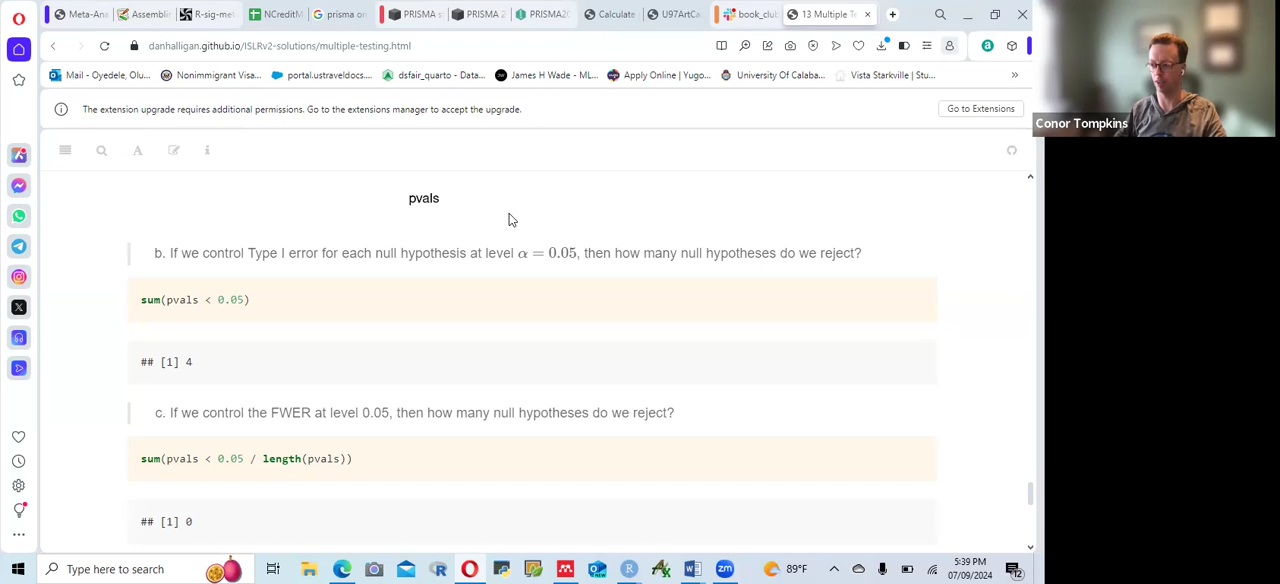 Meta-Ana
Assemblin
R-sig-me
NCreditM
prisma on
PRISMA s
PRISMA 2
PRISMA2C
Calculate
U97ArtCa
book_club
13 Multiple Te
danhalligan.github.io/ISLRv2-solutions/multiple-testing.html
Mail - Oyedele, Olu...
Nonimmigrant Visa...
portal.ustraveldocs....
dsfair_quarto - Data...
James H Wade - ML...
Apply Online | Yugo...
University Of Calaba...
Vista Starkville | Stu...
The extension upgrade requires additional permissions. Go to the extensions manager to accept the upgrade.
Go to Extensions
Conor Tompkins
pvals
b. If we control Type I error for each null hypothesis at level α = 0.05, then how many null hypotheses do we reject?
sum(pvals < 0.05)
## [1] 4
c. If we control the FWER at level 0.05, then how many null hypotheses do we reject?
sum(pvals < 0.05 / length(pvals))
## [1] 0
Type here to search
89°F
5:39 PM
07/09/2024